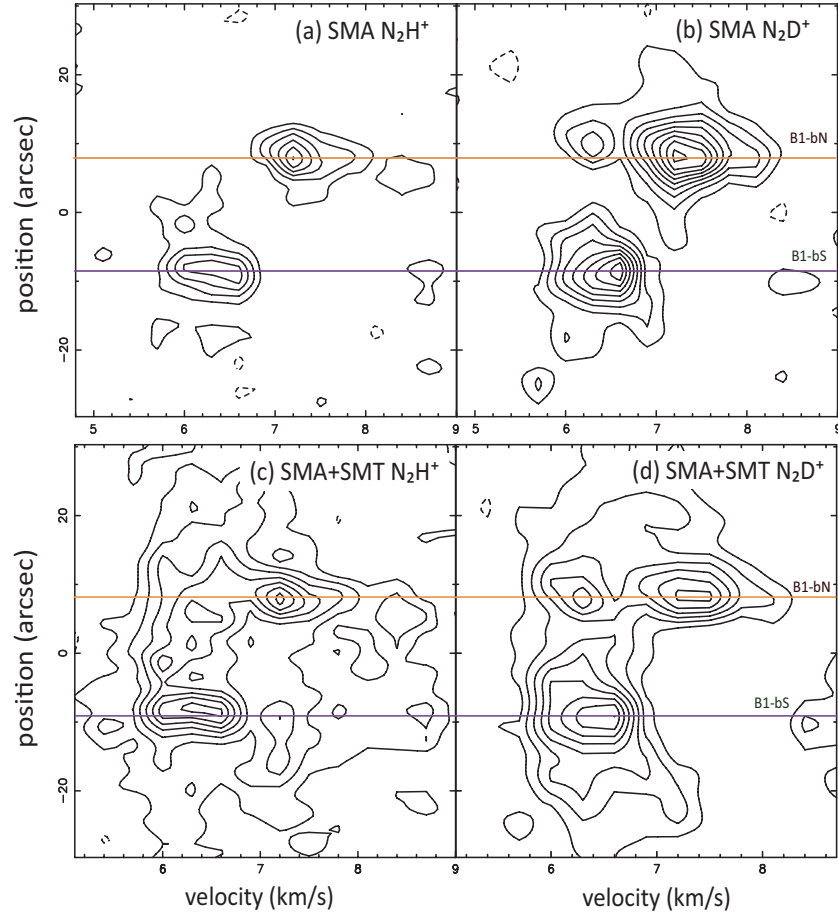 (a) SMA N₂H⁺
(b) SMA N₂D⁺
B1-bN
B1-bS
position (arcsec)
20
0
−20
5 6 7 8 9
5 6 7 8 9
(c) SMA+SMT N₂H⁺
(d) SMA+SMT N₂D⁺
B1-bN
B1-bS
position (arcsec)
20
0
−20
6 7 8 9
6 7 8
velocity (km/s)
velocity (km/s)